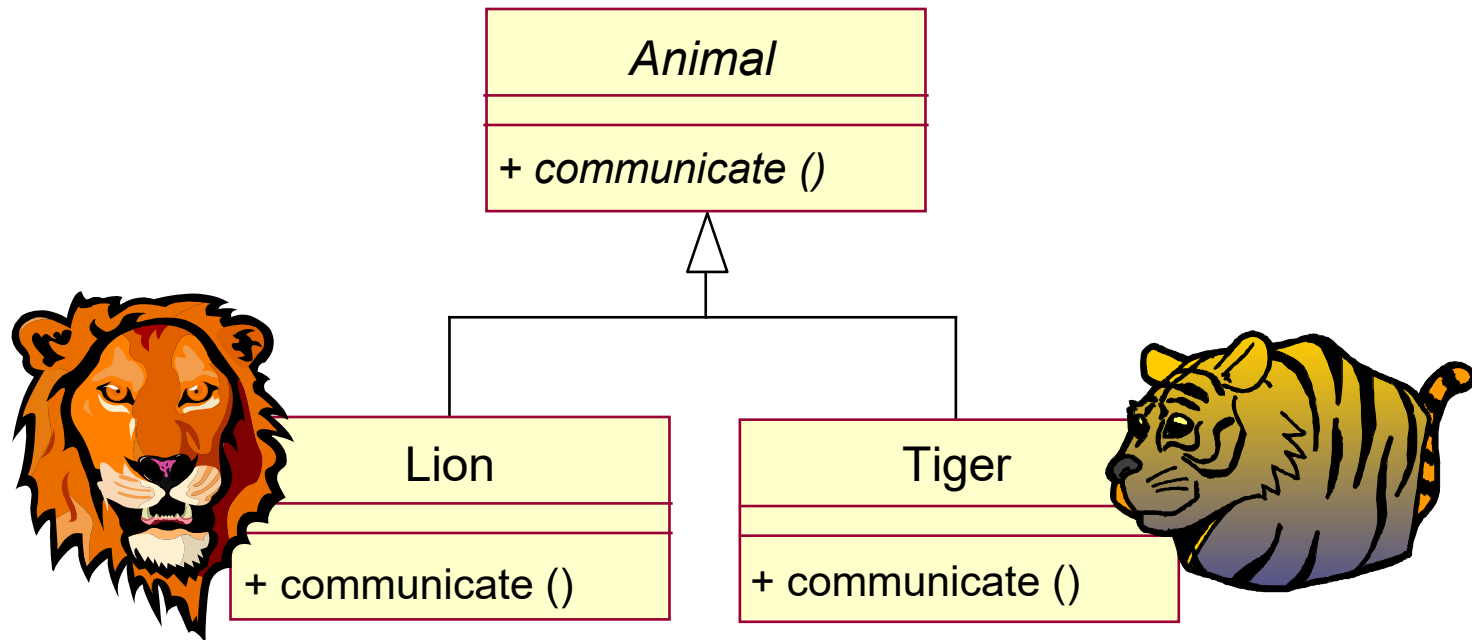 Animal
+ communicate ()
Lion
+ communicate ()
Tiger
+ communicate ()